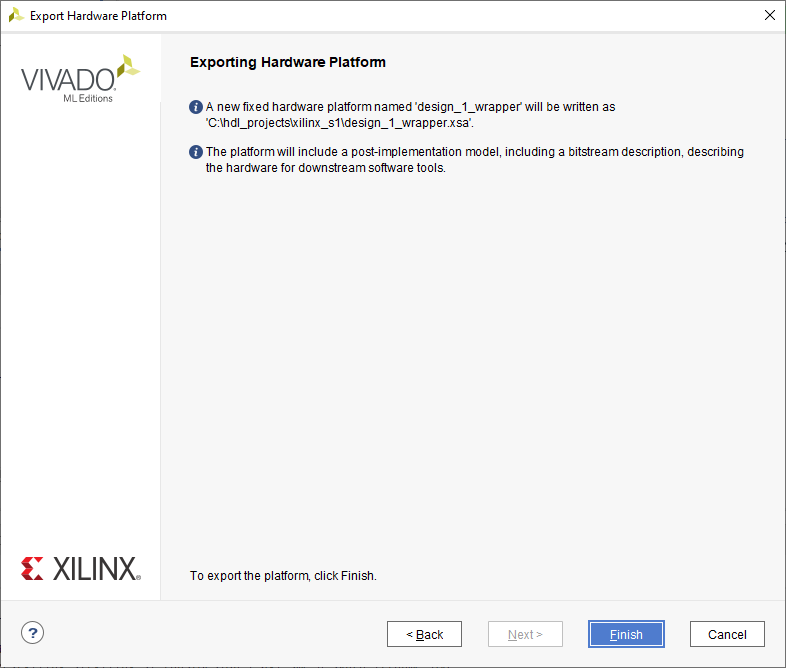 Export Hardware Platform
VIVADO
ML Editions
Exporting Hardware Platform
A new fixed hardware platform named 'design_1_wrapper' will be written as
'C:\hdl_projects\xilinx_s1\design_1_wrapper.xsa'.
The platform will include a post-implementation model, including a bitstream description, describing
the hardware for downstream software tools.
XILINX®
To export the platform, click Finish.
?
< Back
Next >
Finish
Cancel